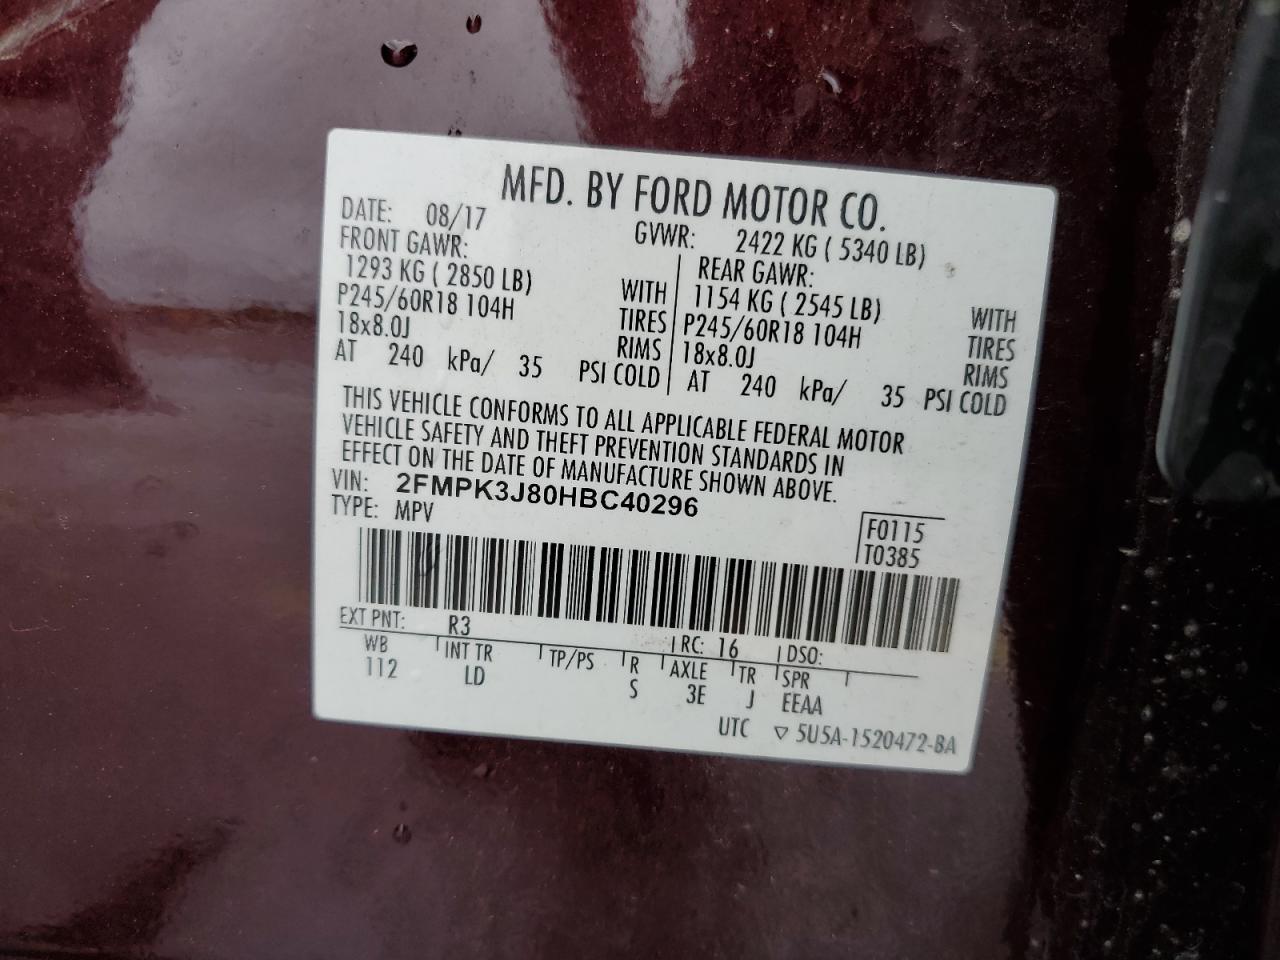 MFD. BY FORD MOTOR CO.
DATE: 08/17 GVWR: 2422 KG ( 5340 LB)
FRONT GAWR: REAR GAWR:
1293 KG ( 2850 LB) WITH 1154 KG ( 2545 LB) WITH
P245/60R18 104H TIRES P245/60R18 104H TIRES
18x8.0J RIMS 18x8.0J RIMS
AT 240 kPa/ 35 PSI COLD AT 240 kPa/ 35 PSI COLD
THIS VEHICLE CONFORMS TO ALL APPLICABLE FEDERAL MOTOR
VEHICLE SAFETY AND THEFT PREVENTION STANDARDS IN
EFFECT ON THE DATE OF MANUFACTURE SHOWN ABOVE.
VIN: 2FMPK3J80HBC40296
TYPE: MPV
F0115
T0385
EXT PNT: R3 RC: 16 DSO:
WB INT TR TP/PS R AXLE TR SPR
112 LD S 3E J EEAA
UTC ▽ 5U5A-1520472-BA